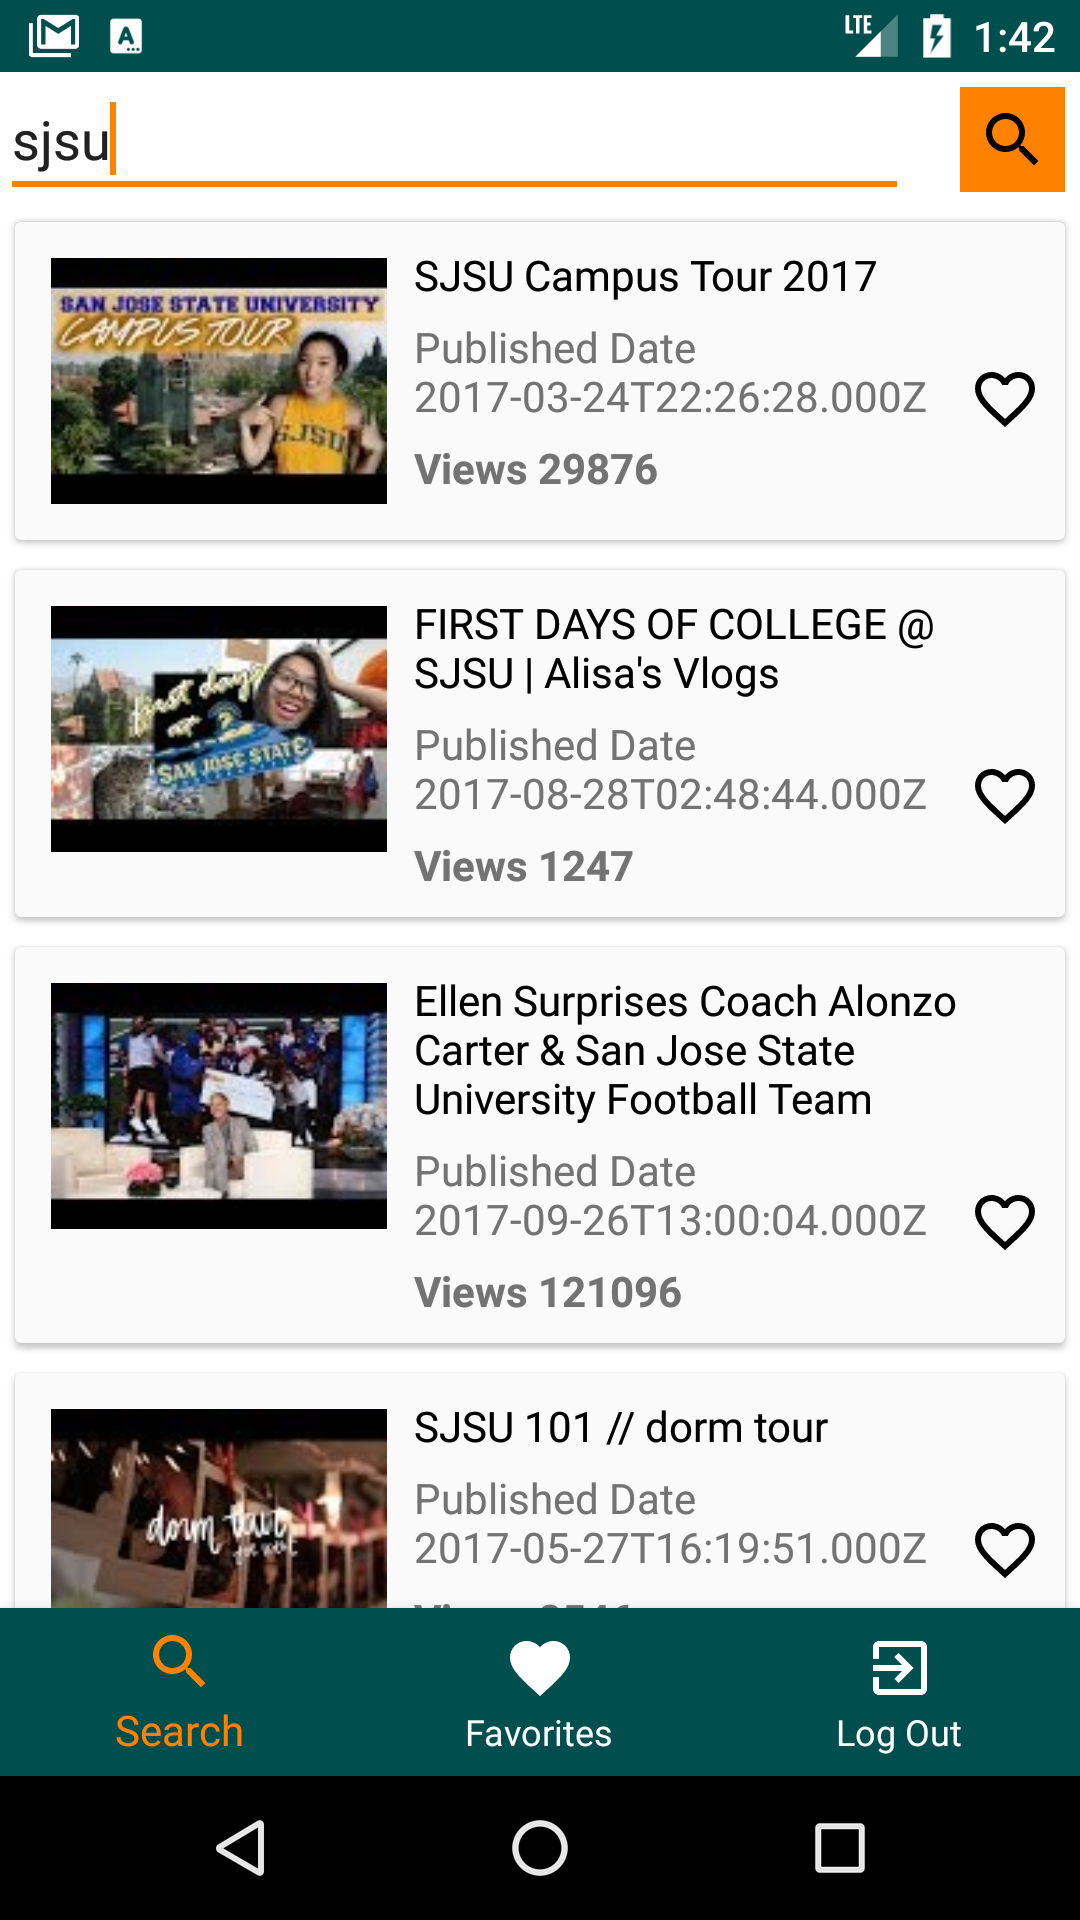 LTE 1:42
sjsu
SAN JOSE STATE UNIVERSITY
CAMPUS TOUR
SJSU
SJSU Campus Tour 2017
Published Date
2017-03-24T22:26:28.000Z
Views 29876
first days
at
SAN JOSE STATE
FIRST DAYS OF COLLEGE @
SJSU | Alisa's Vlogs
Published Date
2017-08-28T02:48:44.000Z
Views 1247
Ellen Surprises Coach Alonzo
Carter & San Jose State
University Football Team
Published Date
2017-09-26T13:00:04.000Z
Views 121096
dorm tour
SJSU 101 // dorm tour
Published Date
2017-05-27T16:19:51.000Z
Search
Favorites
Log Out